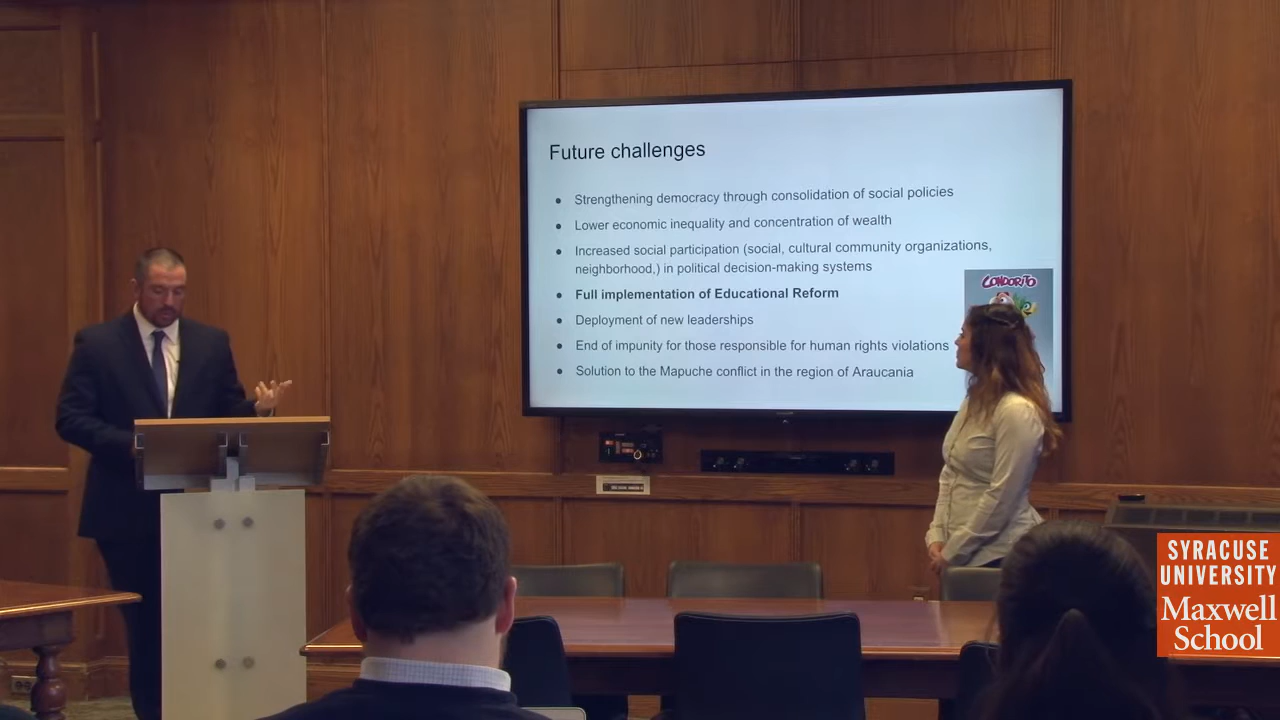 Future challenges
• Strengthening democracy through consolidation of social policies
• Lower economic inequality and concentration of wealth
• Increased social participation (social, cultural community organizations,
neighborhood,) in political decision-making systems
• Full implementation of Educational Reform
• Deployment of new leaderships
• End of impunity for those responsible for human rights violations
• Solution to the Mapuche conflict in the region of Araucania
CONDORITO
SYRACUSE
UNIVERSITY
Maxwell
School